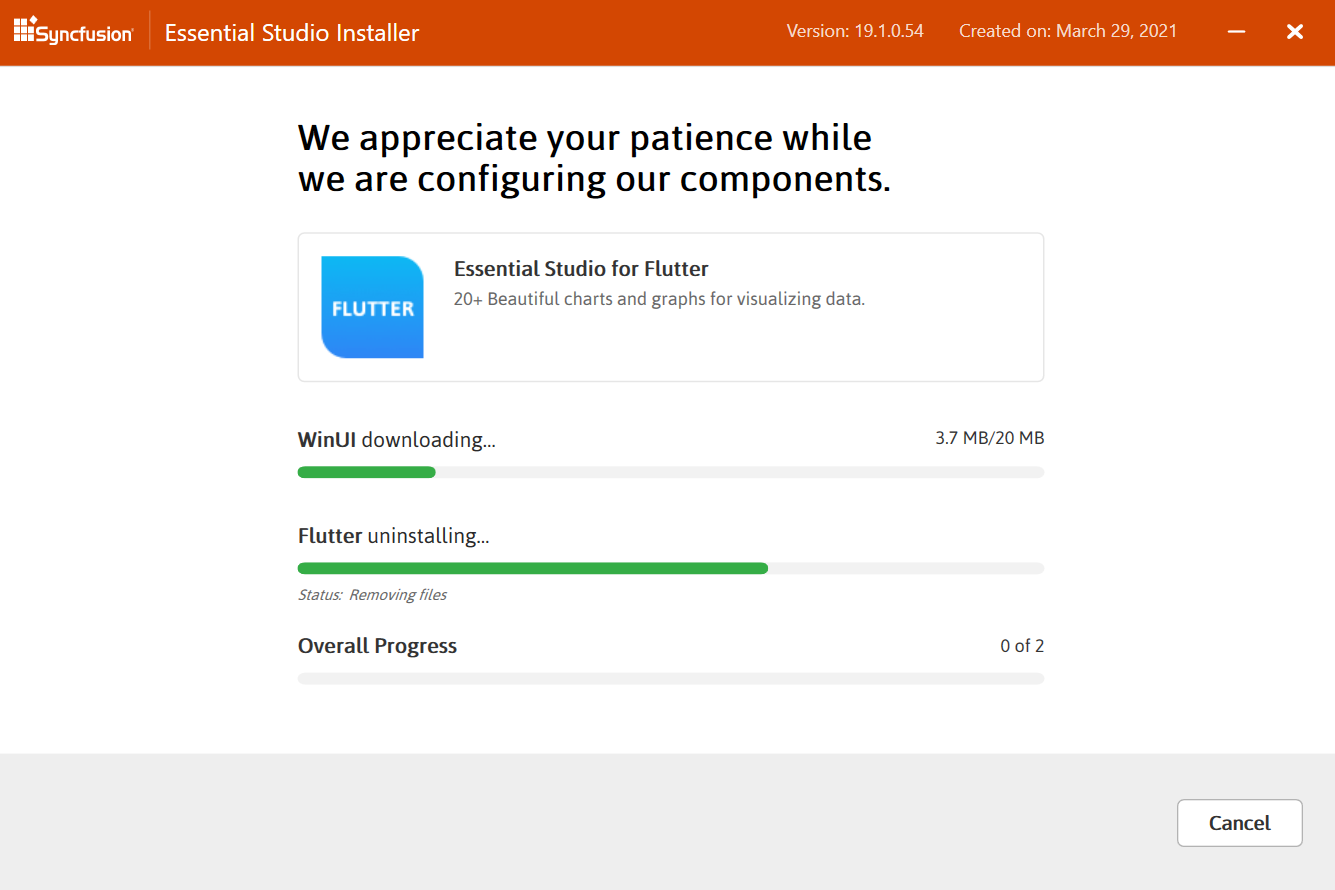 Syncfusion
Essential Studio Installer
Version: 19.1.0.54
Created on: March 29, 2021
We appreciate your patience while
we are configuring our components.
FLUTTER
Essential Studio for Flutter
20+ Beautiful charts and graphs for visualizing data.
WinUI downloading...
3.7 MB/20 MB
Flutter uninstalling...
Status: Removing files
Overall Progress
0 of 2
Cancel